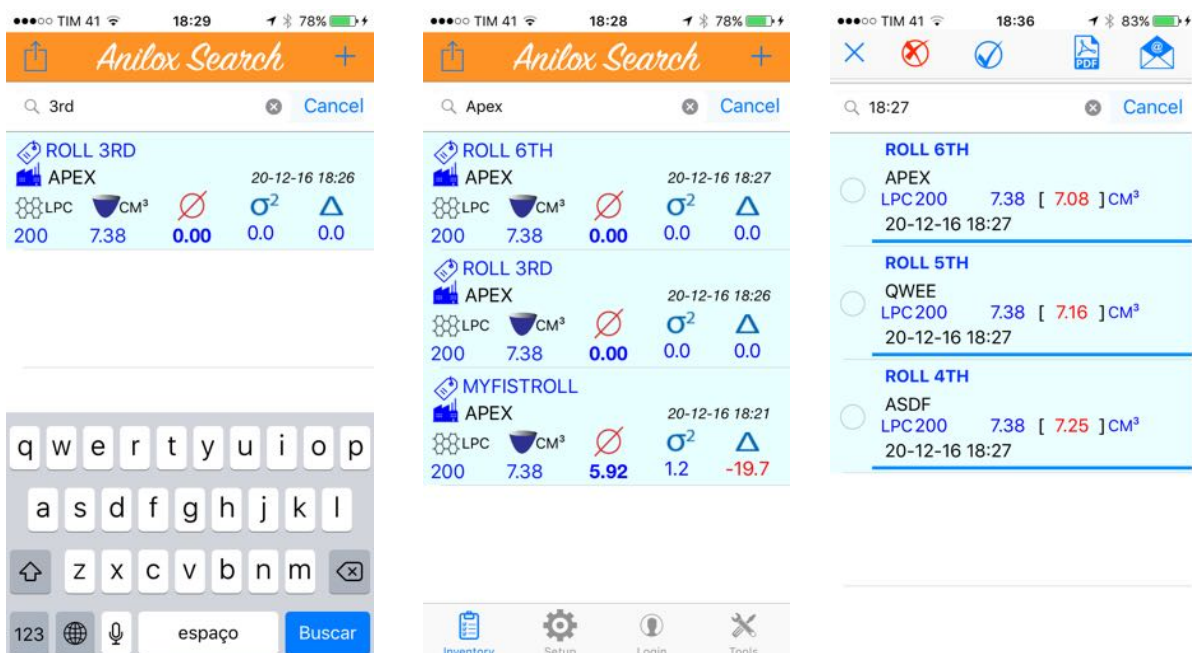 TIM 41 18:29 78%
Anilox Search
3rd Cancel
ROLL 3RD
APEX 20-12-16 18:26
LPC CM³ ∅ σ² Δ
200 7.38 0.00 0.0 0.0
q w e r t y u i o p
a s d f g h j k l
z x c v b n m
123 espaço Buscar
TIM 41 18:28 78%
Anilox Search
Apex Cancel
ROLL 6TH
APEX 20-12-16 18:27
LPC CM³ ∅ σ² Δ
200 7.38 0.00 0.0 0.0
ROLL 3RD
APEX 20-12-16 18:26
LPC CM³ ∅ σ² Δ
200 7.38 0.00 0.0 0.0
MYFISTROLL
APEX 20-12-16 18:21
LPC CM³ ∅ σ² Δ
200 7.38 5.92 1.2 -19.7
Inventory Setup Login Tools
TIM 41 18:36 83%
PDF @
18:27 Cancel
ROLL 6TH
APEX
LPC200 7.38 [ 7.08 ] CM³
20-12-16 18:27
ROLL 5TH
QWEE
LPC200 7.38 [ 7.16 ] CM³
20-12-16 18:27
ROLL 4TH
ASDF
LPC200 7.38 [ 7.25 ] CM³
20-12-16 18:27